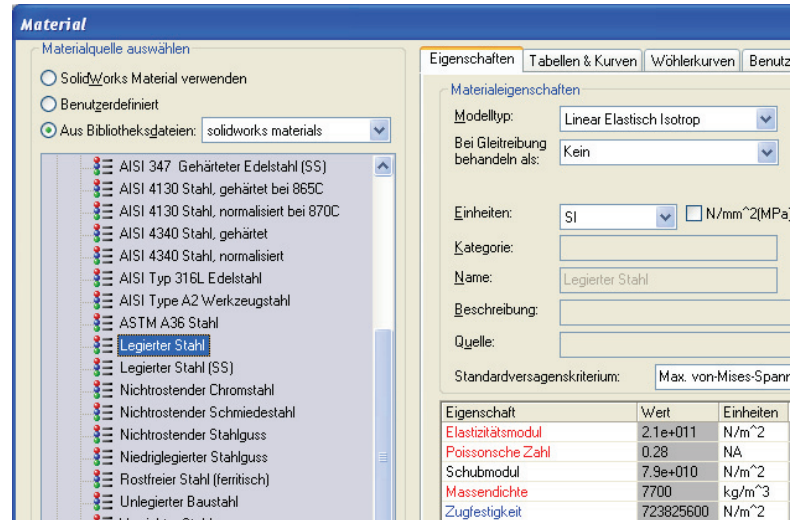 Material
Materialquelle auswählen
SolidWorks Material verwenden
Benutzerdefiniert
Aus Bibliotheksdateien: solidworks materials
AISI 347 Gehärteter Edelstahl (SS)
AISI 4130 Stahl, gehärtet bei 865C
AISI 4130 Stahl, normalisiert bei 870C
AISI 4340 Stahl, gehärtet
AISI 4340 Stahl, normalisiert
AISI Typ 316L Edelstahl
AISI Type A2 Werkzeugstahl
ASTM A36 Stahl
Legierter Stahl
Legierter Stahl (SS)
Nichtrostender Chromstahl
Nichtrostender Schmiedestahl
Nichtrostender Stahlguss
Niedriglegierter Stahlguss
Rostfreier Stahl (ferritisch)
Unlegierter Baustahl
Eigenschaften Tabellen & Kurven Wöhlerkurven Benutz
Materialeigenschaften
Modelltyp: Linear Elastisch Isotrop
Bei Gleitreibung
behandeln als: Kein
Einheiten: SI N/mm^2(MPa)
Kategorie:
Name: Legierter Stahl
Beschreibung:
Quelle:
Standardversagenskriterium: Max. von-Mises-Spann
Eigenschaft Wert Einheiten
Elastizitätsmodul 2.1e+011 N/m^2
Poissonsche Zahl 0.28 NA
Schubmodul 7.9e+010 N/m^2
Massendichte 7700 kg/m^3
Zugfestigkeit 723825600 N/m^2